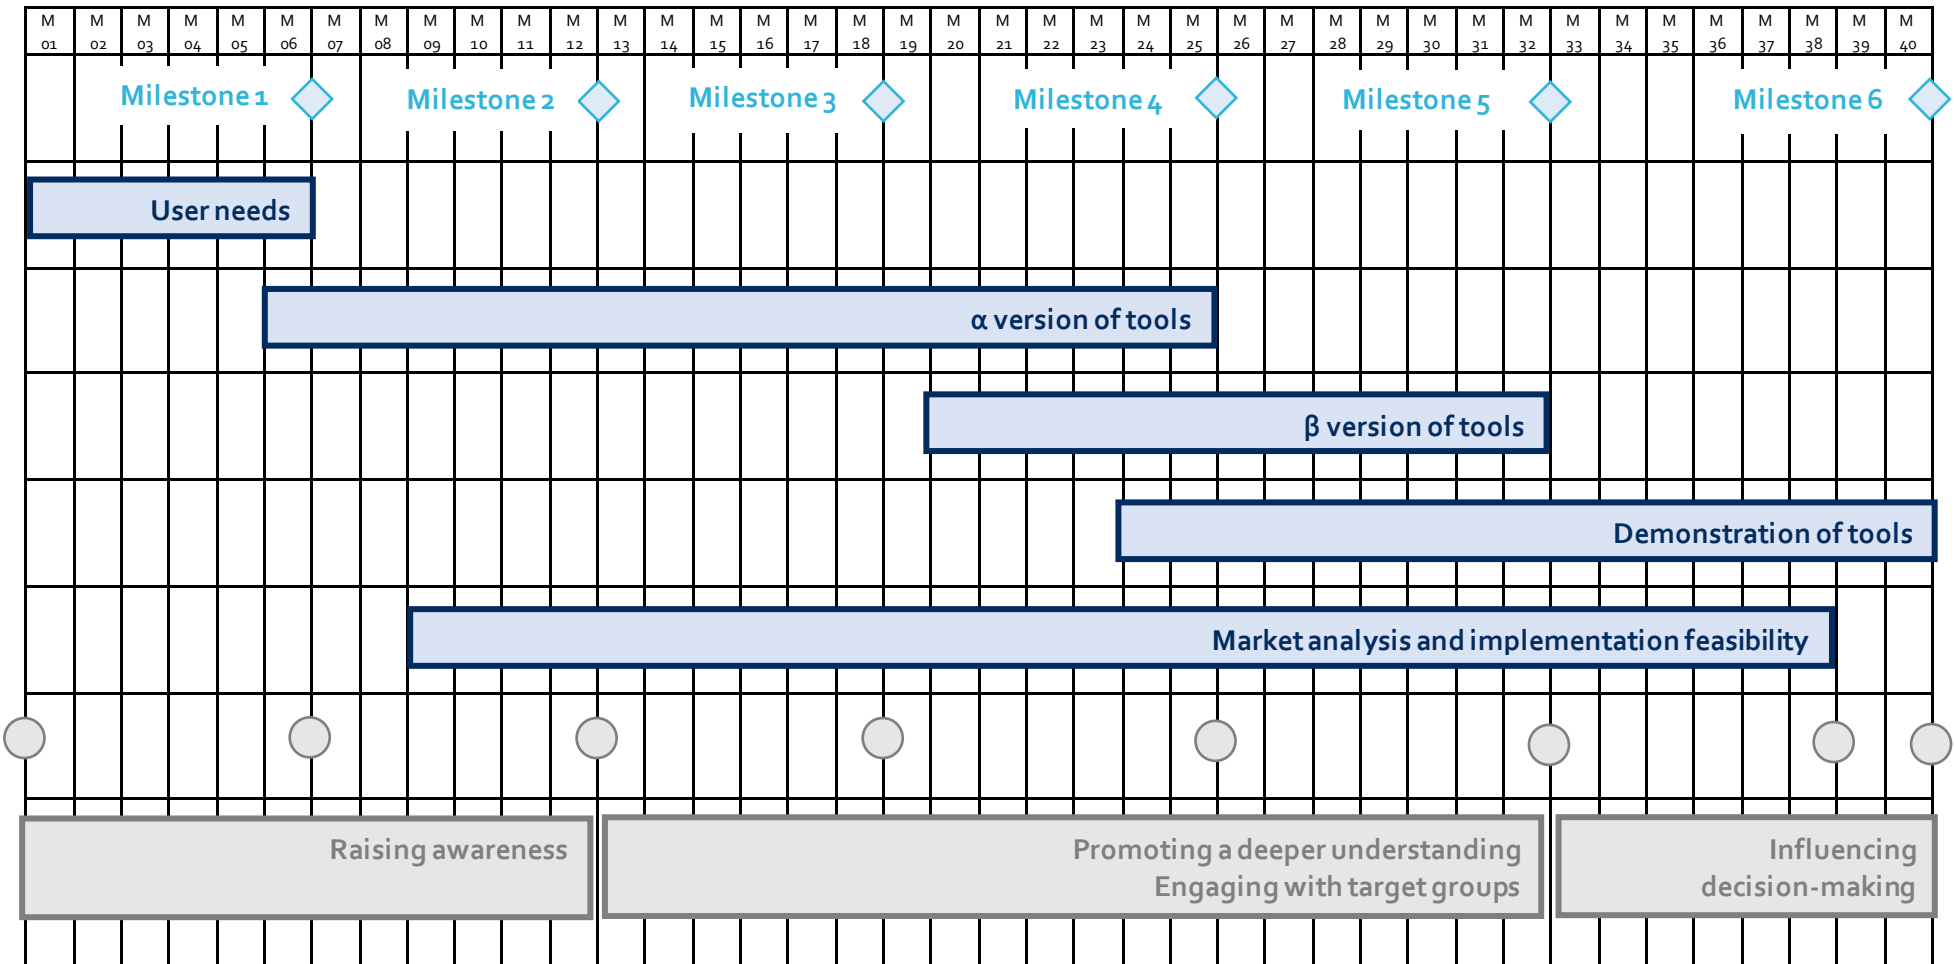 M M M M M M M M M M M M M M M M M M M M M M M M M M M M M M M M M M M M M M M M
01 02 03 04 05 06 07 08 09 10 11 12 13 14 15 16 17 18 19 20 21 22 23 24 25 26 27 28 29 30 31 32 33 34 35 36 37 38 39 40
Milestone 1 Milestone 2 Milestone 3 Milestone 4 Milestone 5 Milestone 6
User needs
α version of tools
β version of tools
Demonstration of tools
Market analysis and implementation feasibility
Raising awareness
Promoting a deeper understanding
Engaging with target groups
Influencing
decision-making